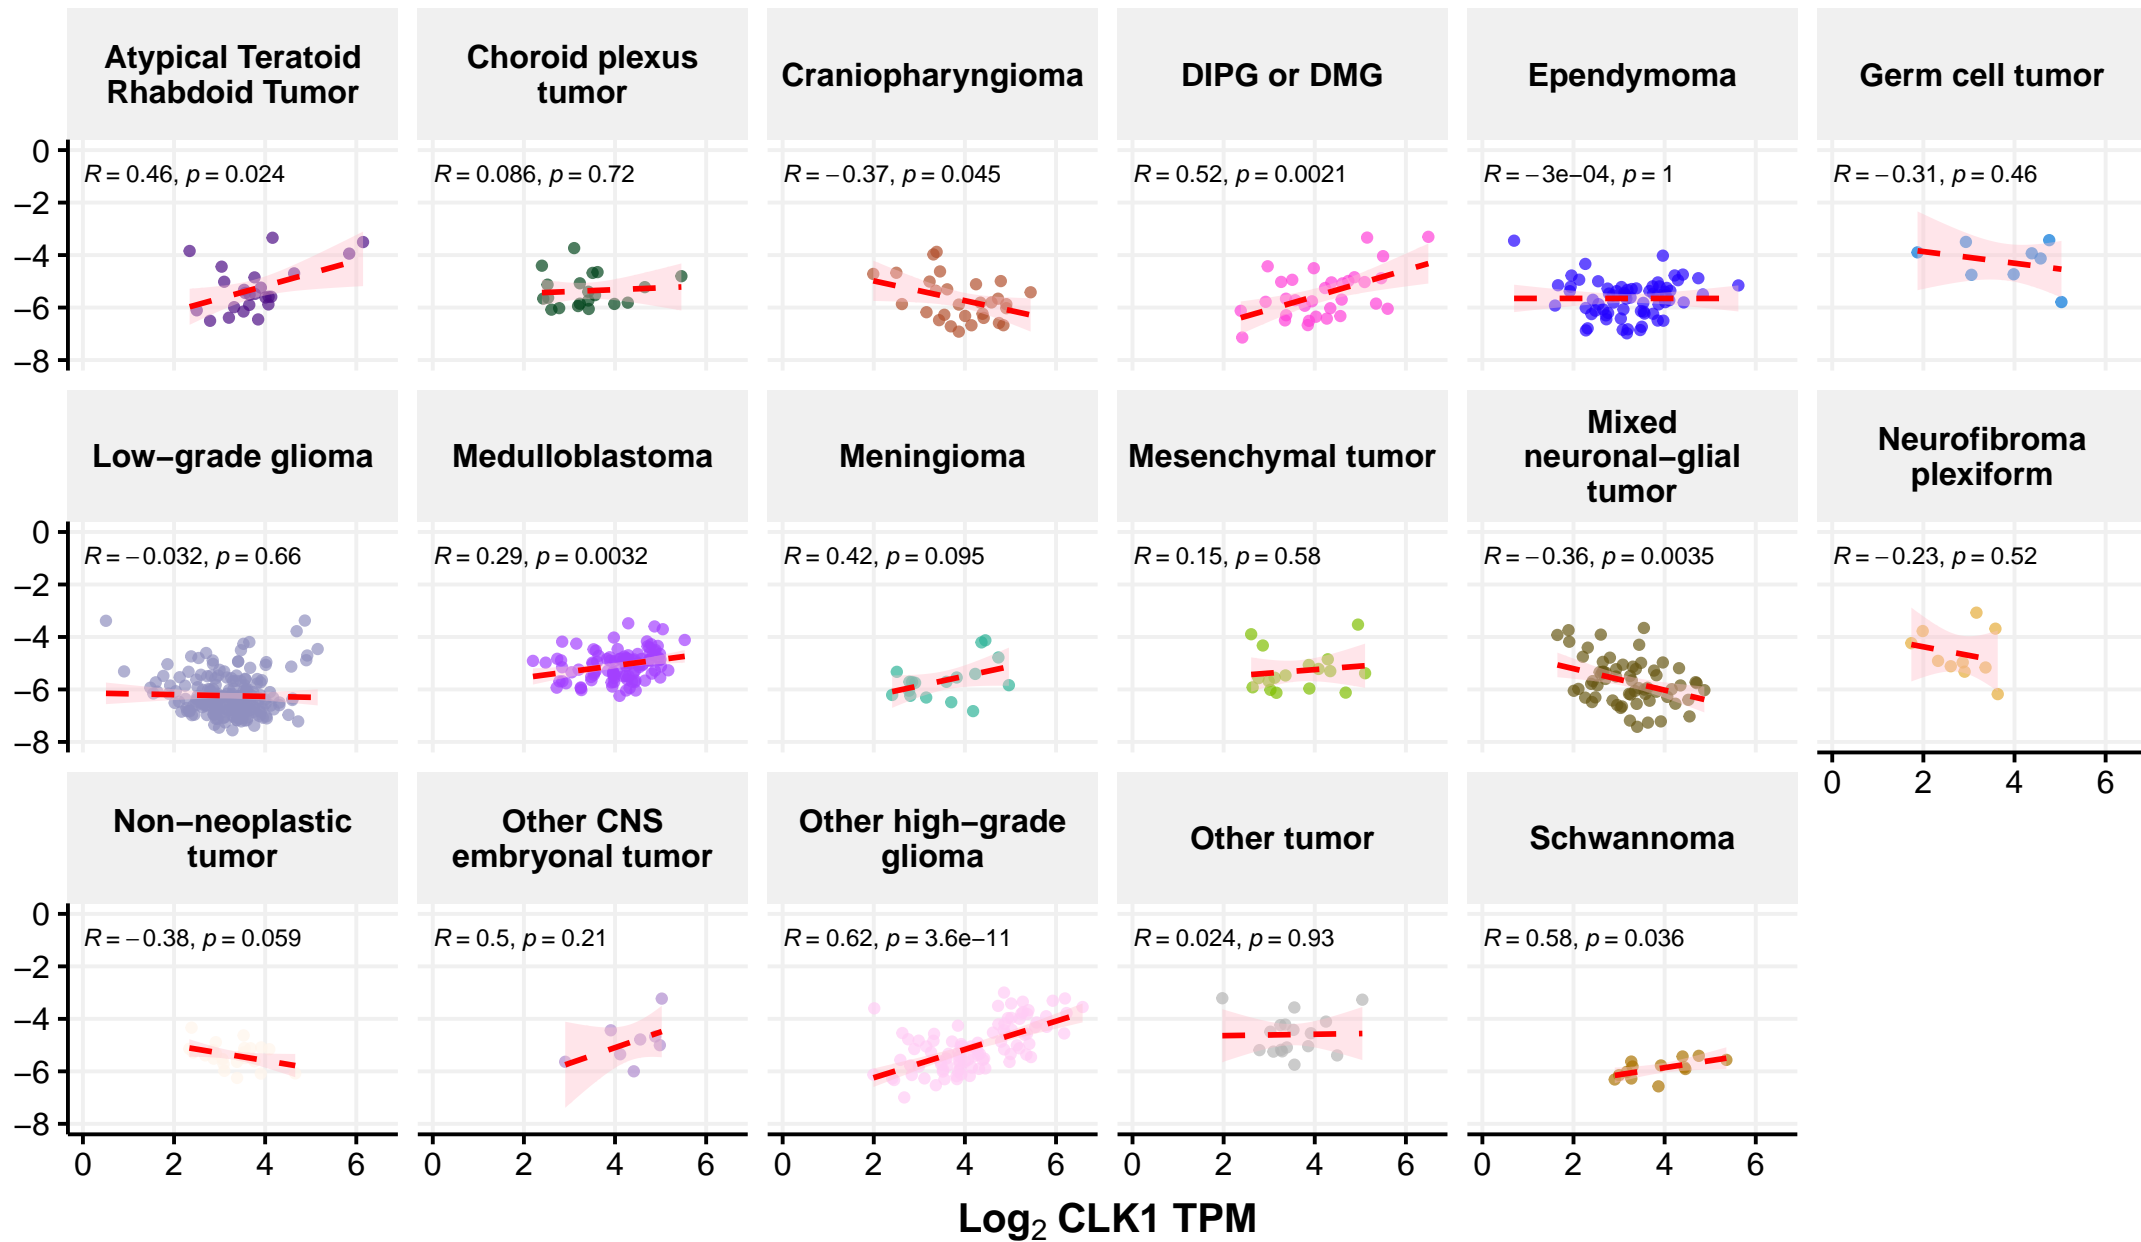 Atypical Teratoid
Rhabdoid Tumor
Choroid plexus
tumor
Craniopharyngioma
DIPG or DMG
Ependymoma
Germ cell tumor
0
−2
−4
−6
−8
R = 0.46, p = 0.024
R = 0.086, p = 0.72
R = −0.37, p = 0.045
R = 0.52, p = 0.0021
R = −3e−04, p = 1
R = −0.31, p = 0.46
Low−grade glioma
Medulloblastoma
Meningioma
Mesenchymal tumor
Mixed
neuronal−glial
tumor
Neurofibroma
plexiform
0
−2
−4
−6
−8
R = −0.032, p = 0.66
R = 0.29, p = 0.0032
R = 0.42, p = 0.095
R = 0.15, p = 0.58
R = −0.36, p = 0.0035
R = −0.23, p = 0.52
0 2 4 6
Non−neoplastic
tumor
Other CNS
embryonal tumor
Other high−grade
glioma
Other tumor
Schwannoma
0
−2
−4
−6
−8
R = −0.38, p = 0.059
R = 0.5, p = 0.21
R = 0.62, p = 3.6e−11
R = 0.024, p = 0.93
R = 0.58, p = 0.036
0 2 4 6
0 2 4 6
0 2 4 6
0 2 4 6
0 2 4 6
Log₂ CLK1 TPM